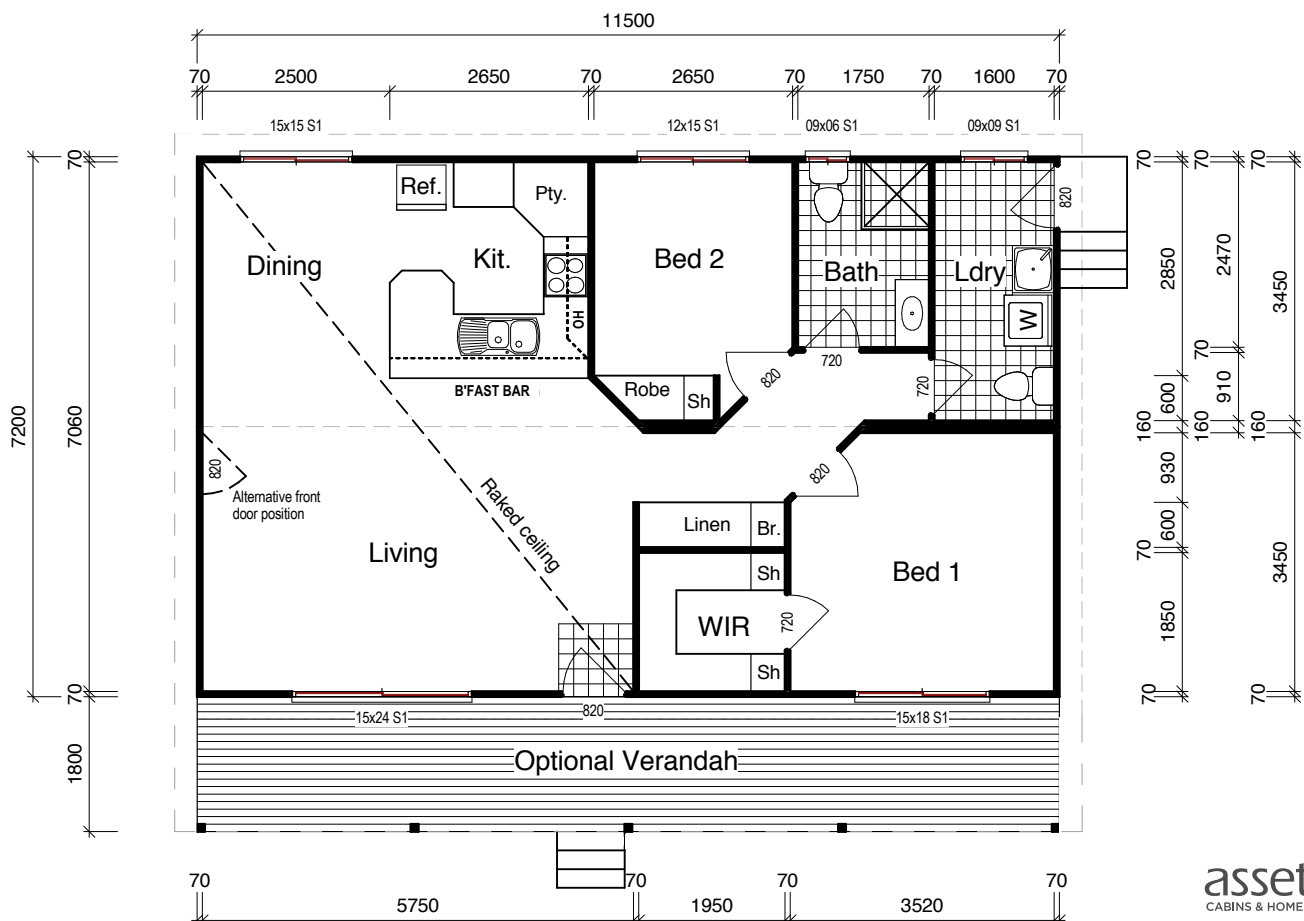 11500
70 2500 2650 70 2650 70 1750 70 1600 70
15x15 S1 12x15 S1 09x06 S1 09x09 S1
Ref.
Pty.
Dining
Kit.
Bed 2
Bath
Ldry
820
W
HO
B'FAST BAR
Robe
Sh
820
720
720
820
Alternative front
door position
Raked ceiling
Living
820
Linen
Br.
Sh
WIR
Sh
720
Bed 1
15x24 S1
820
15x18 S1
Optional Verandah
70
7200
7060
70
1800
70
2850
600
160
930
600
70
1850
70
70
2470
70
910
160
70
3450
160
3450
70
70 5750 70 1950 70 3520 70
asset
CABINS & HOME